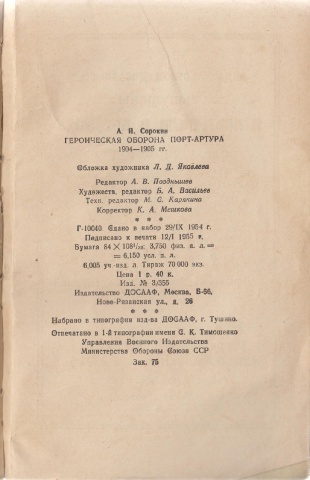 А. И. Сорокин
ГЕРОИЧЕСКАЯ ОБОРОНА ПОРТ-АРТУРА
1904—1905 гг.
Обложка художника Л. Д. Яковлева
Редактор А. В. Позднышев
Художеств. редактор Б. А. Васильев
Техн. редактор М. С. Карякина
Корректор К. А. Мешкова
* * *
Г-10040 Сдано в набор 29/IX 1954 г.
Подписано к печати 12/I 1955 г.
Бумага 84 × 108¹/₃₂ 3,750 физ. п. л.=
= 6,150 усл. п. л.
6,005 уч.-изд. л. Тираж 70 000 экз.
Цена 1 р. 40 к.
Изд. № 3/355
Издательство ДОСААФ, Москва, Б-66,
Ново-Рязанская ул., д. 26
* * *
Набрано в типографии изд-ва ДОСААФ, г. Тушино.
Отпечатано в 1-й типографии имени С. К. Тимошенко
Управления Военного Издательства
Министерства Обороны Союза ССР
Зак. 75